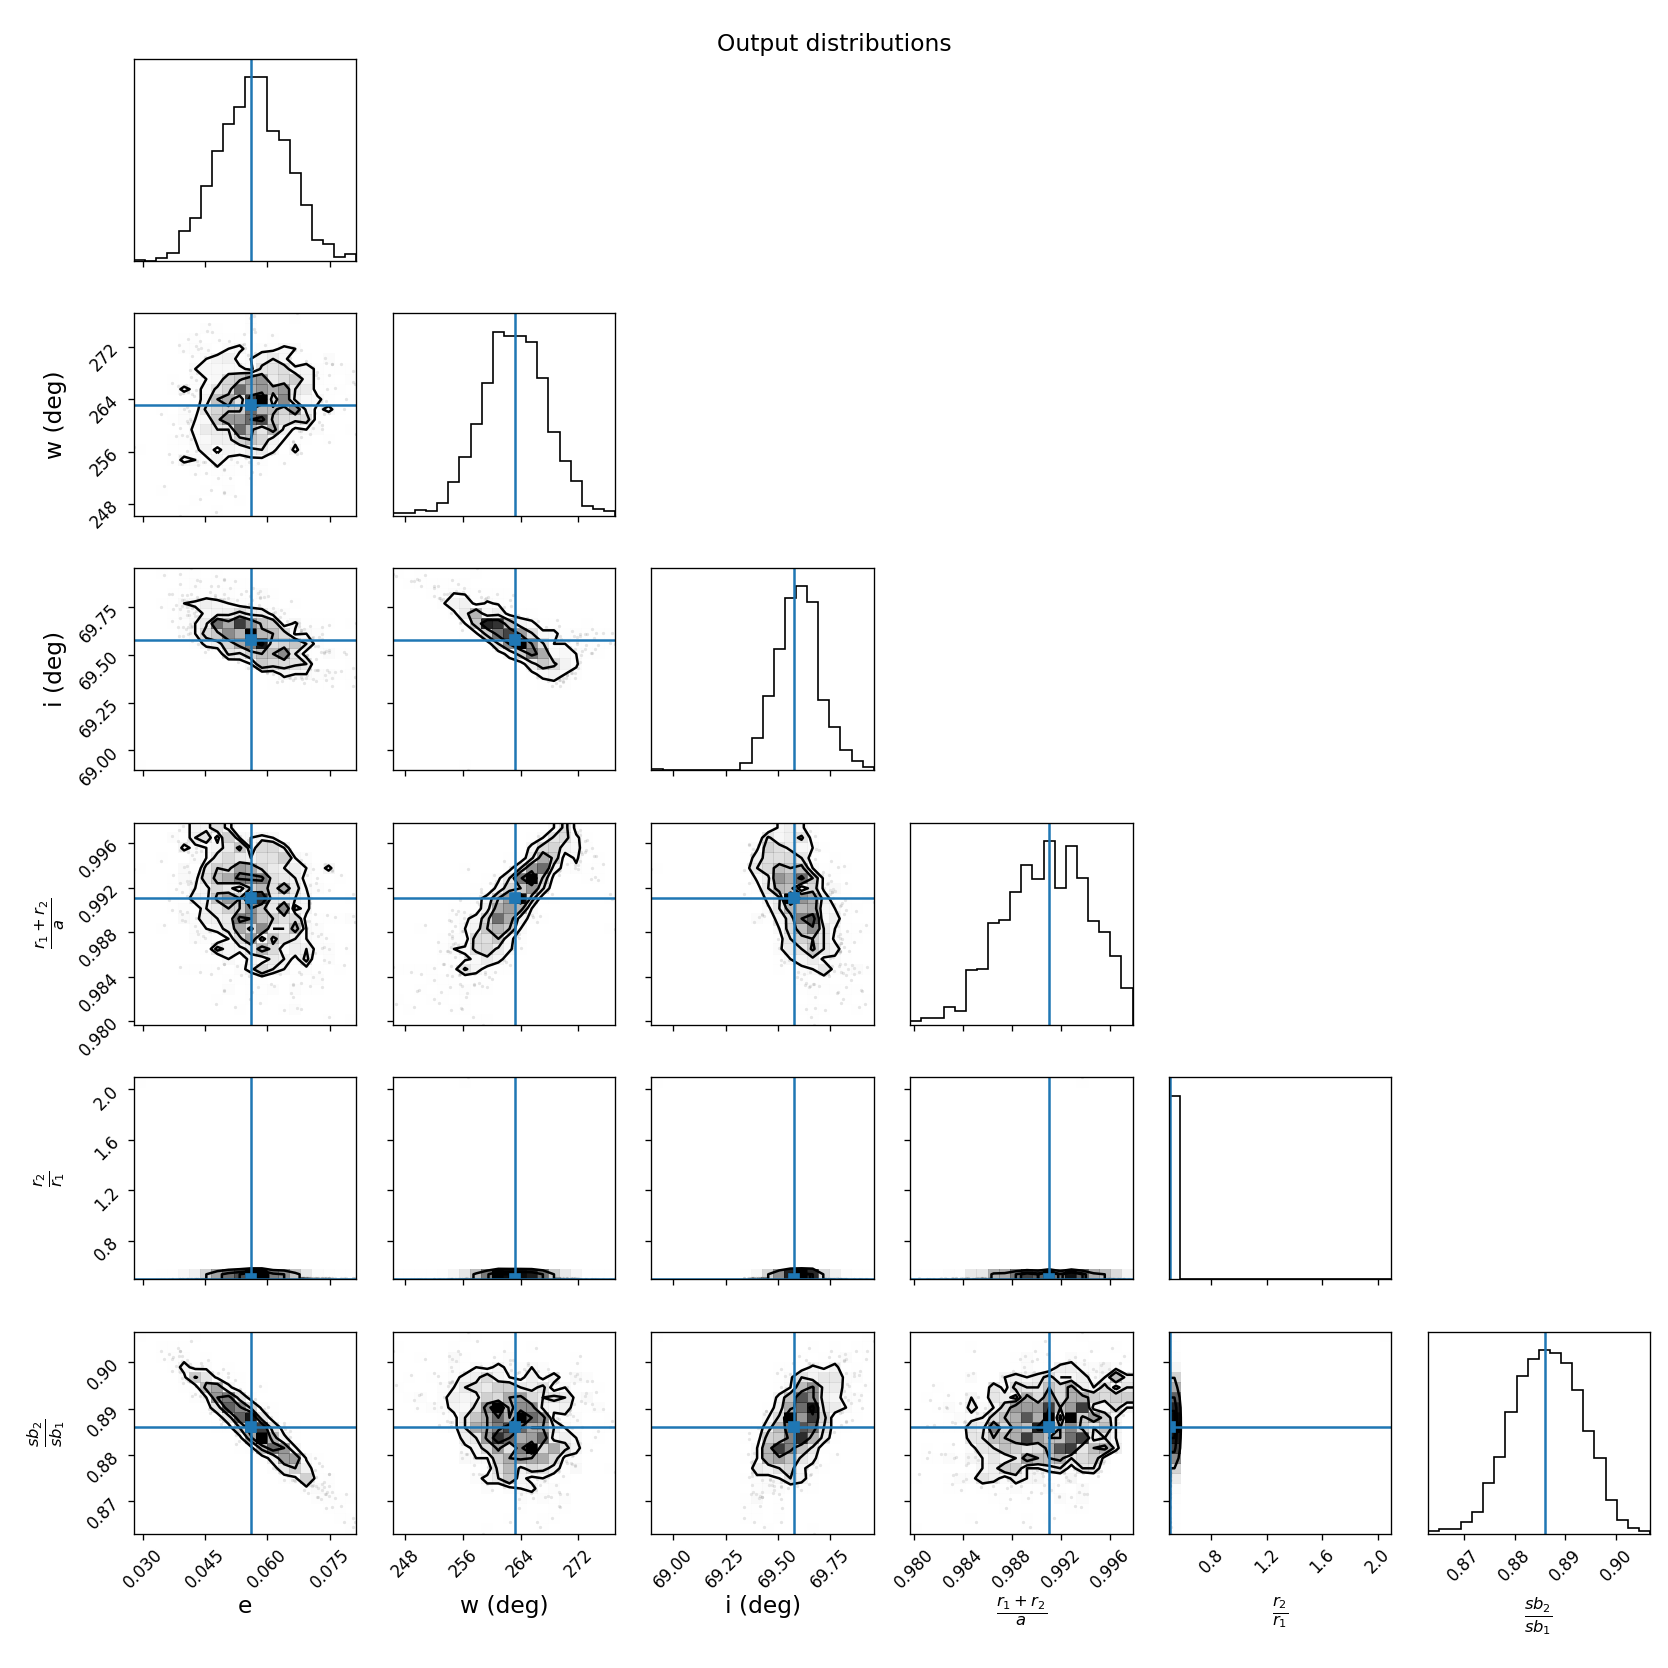 Output distributions
272
264
256
248
w (deg)
69.75
69.50
69.25
69.00
i (deg)
0.996
0.992
0.988
0.984
0.980
r₁ + r₂
a
2.0
1.6
1.2
0.8
r₂
r₁
0.90
0.89
0.88
0.87
sb₂
sb₁
0.030 0.045 0.060 0.075 248 256 264 272 69.00 69.25 69.50 69.75 0.980 0.984 0.988 0.992 0.996 0.8 1.2 1.6 2.0 0.87 0.88 0.89 0.90
e w (deg) i (deg)
r₁ + r₂ r₂ sb₂
a r₁ sb₁